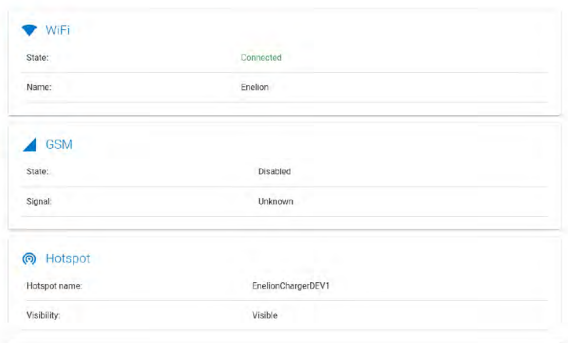 WiFi
State: Connected
Name: Enelion
GSM
State: Disabled
Signal: Unknown
Hotspot
Hotspot name: EnelionChargerDEV1
Visibility: Visible